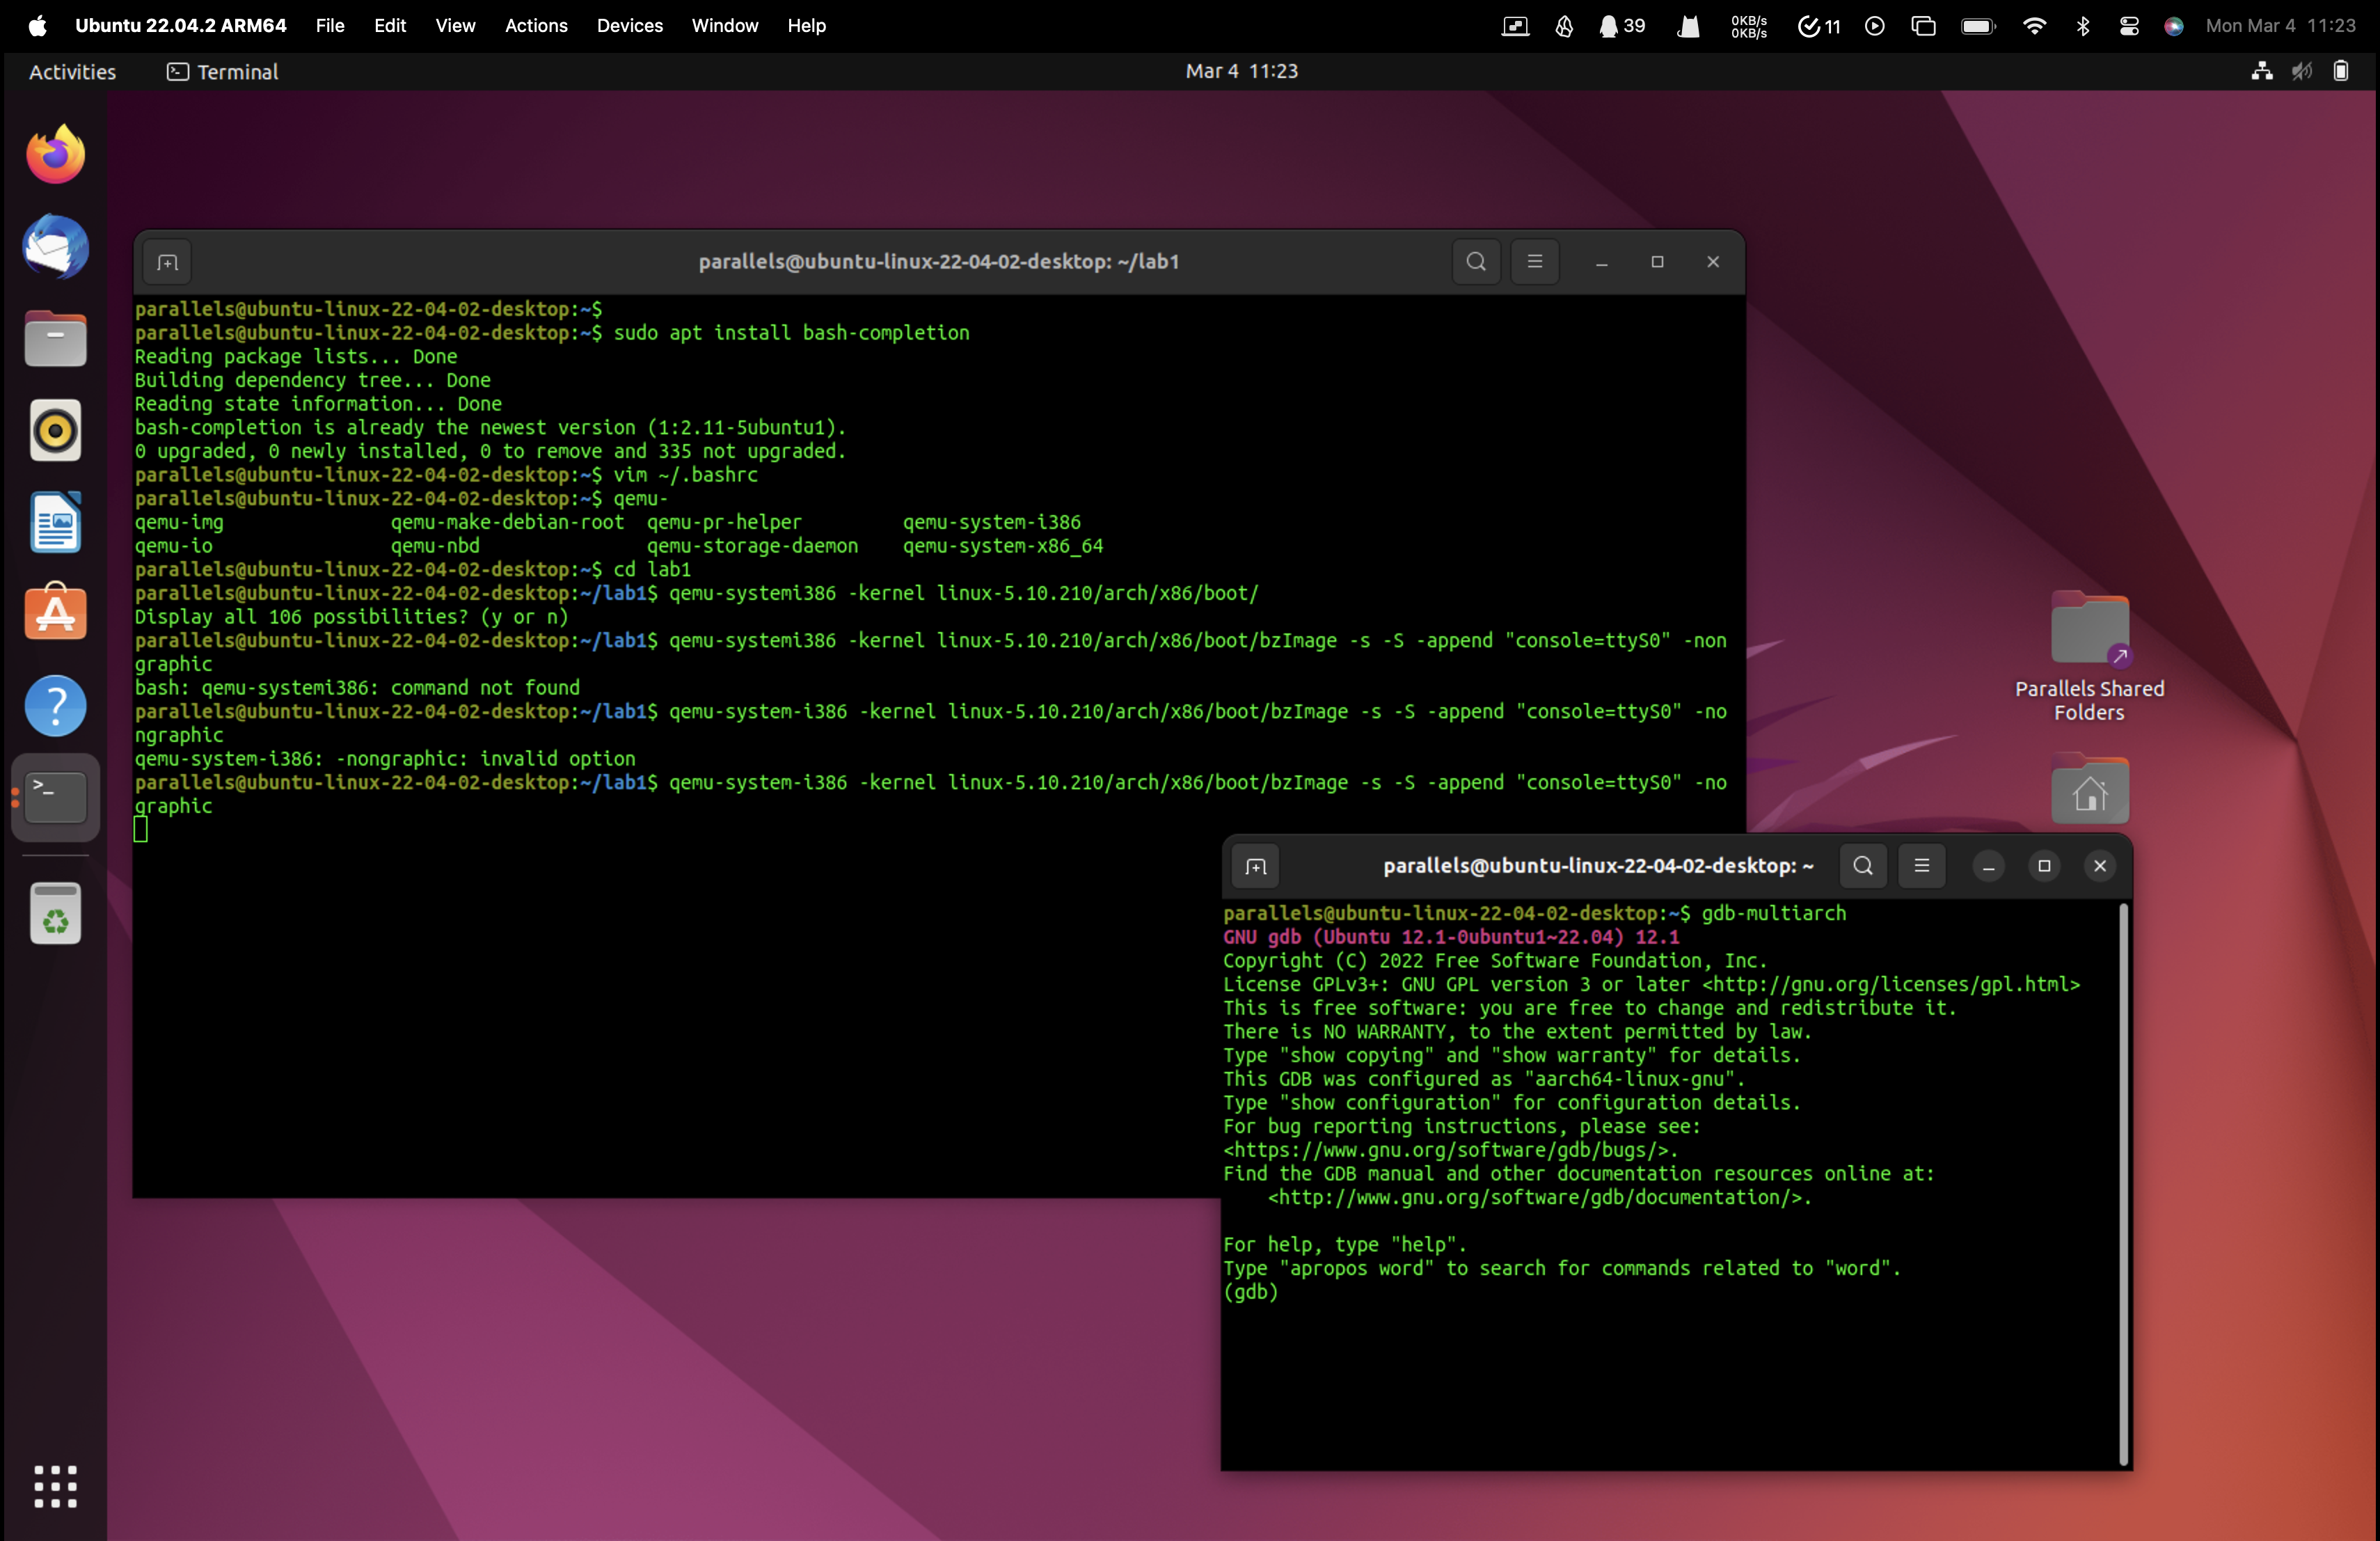 Ubuntu 22.04.2 ARM64 File Edit View Actions Devices Window Help 39 0KB/s 0KB/s 11 Mon Mar 4 11:23
Activities Terminal Mar 4 11:23
parallels@ubuntu-linux-22-04-02-desktop: ~/lab1
parallels@ubuntu-linux-22-04-02-desktop:~$
parallels@ubuntu-linux-22-04-02-desktop:~$ sudo apt install bash-completion
Reading package lists... Done
Building dependency tree... Done
Reading state information... Done
bash-completion is already the newest version (1:2.11-5ubuntu1).
0 upgraded, 0 newly installed, 0 to remove and 335 not upgraded.
parallels@ubuntu-linux-22-04-02-desktop:~$ vim ~/.bashrc
parallels@ubuntu-linux-22-04-02-desktop:~$ qemu-
qemu-img qemu-make-debian-root qemu-pr-helper qemu-system-i386
qemu-io qemu-nbd qemu-storage-daemon qemu-system-x86_64
parallels@ubuntu-linux-22-04-02-desktop:~$ cd lab1
parallels@ubuntu-linux-22-04-02-desktop:~/lab1$ qemu-systemi386 -kernel linux-5.10.210/arch/x86/boot/
Display all 106 possibilities? (y or n)
parallels@ubuntu-linux-22-04-02-desktop:~/lab1$ qemu-systemi386 -kernel linux-5.10.210/arch/x86/boot/bzImage -s -S -append "console=ttyS0" -non
graphic
bash: qemu-systemi386: command not found
parallels@ubuntu-linux-22-04-02-desktop:~/lab1$ qemu-system-i386 -kernel linux-5.10.210/arch/x86/boot/bzImage -s -S -append "console=ttyS0" -no
ngraphic
qemu-system-i386: -nongraphic: invalid option
parallels@ubuntu-linux-22-04-02-desktop:~/lab1$ qemu-system-i386 -kernel linux-5.10.210/arch/x86/boot/bzImage -s -S -append "console=ttyS0" -no
graphic
Parallels Shared
Folders
parallels@ubuntu-linux-22-04-02-desktop: ~
parallels@ubuntu-linux-22-04-02-desktop:~$ gdb-multiarch
GNU gdb (Ubuntu 12.1-0ubuntu1~22.04) 12.1
Copyright (C) 2022 Free Software Foundation, Inc.
License GPLv3+: GNU GPL version 3 or later <http://gnu.org/licenses/gpl.html>
This is free software: you are free to change and redistribute it.
There is NO WARRANTY, to the extent permitted by law.
Type "show copying" and "show warranty" for details.
This GDB was configured as "aarch64-linux-gnu".
Type "show configuration" for configuration details.
For bug reporting instructions, please see:
<https://www.gnu.org/software/gdb/bugs/>.
Find the GDB manual and other documentation resources online at:
<http://www.gnu.org/software/gdb/documentation/>.
For help, type "help".
Type "apropos word" to search for commands related to "word".
(gdb)